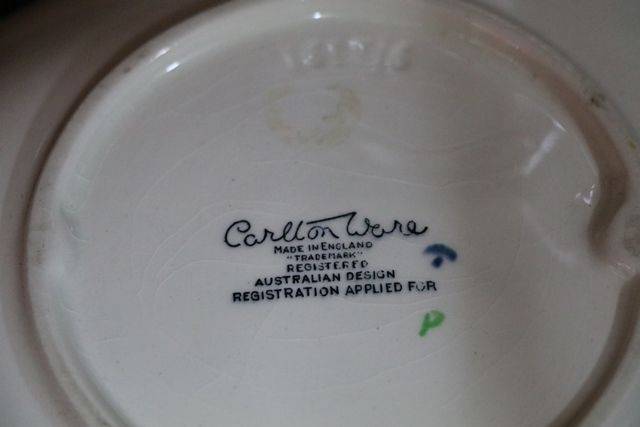 Carlton Ware
MADE IN ENGLAND
"TRADEMARK"
REGISTERED
AUSTRALIAN DESIGN
REGISTRATION APPLIED FOR